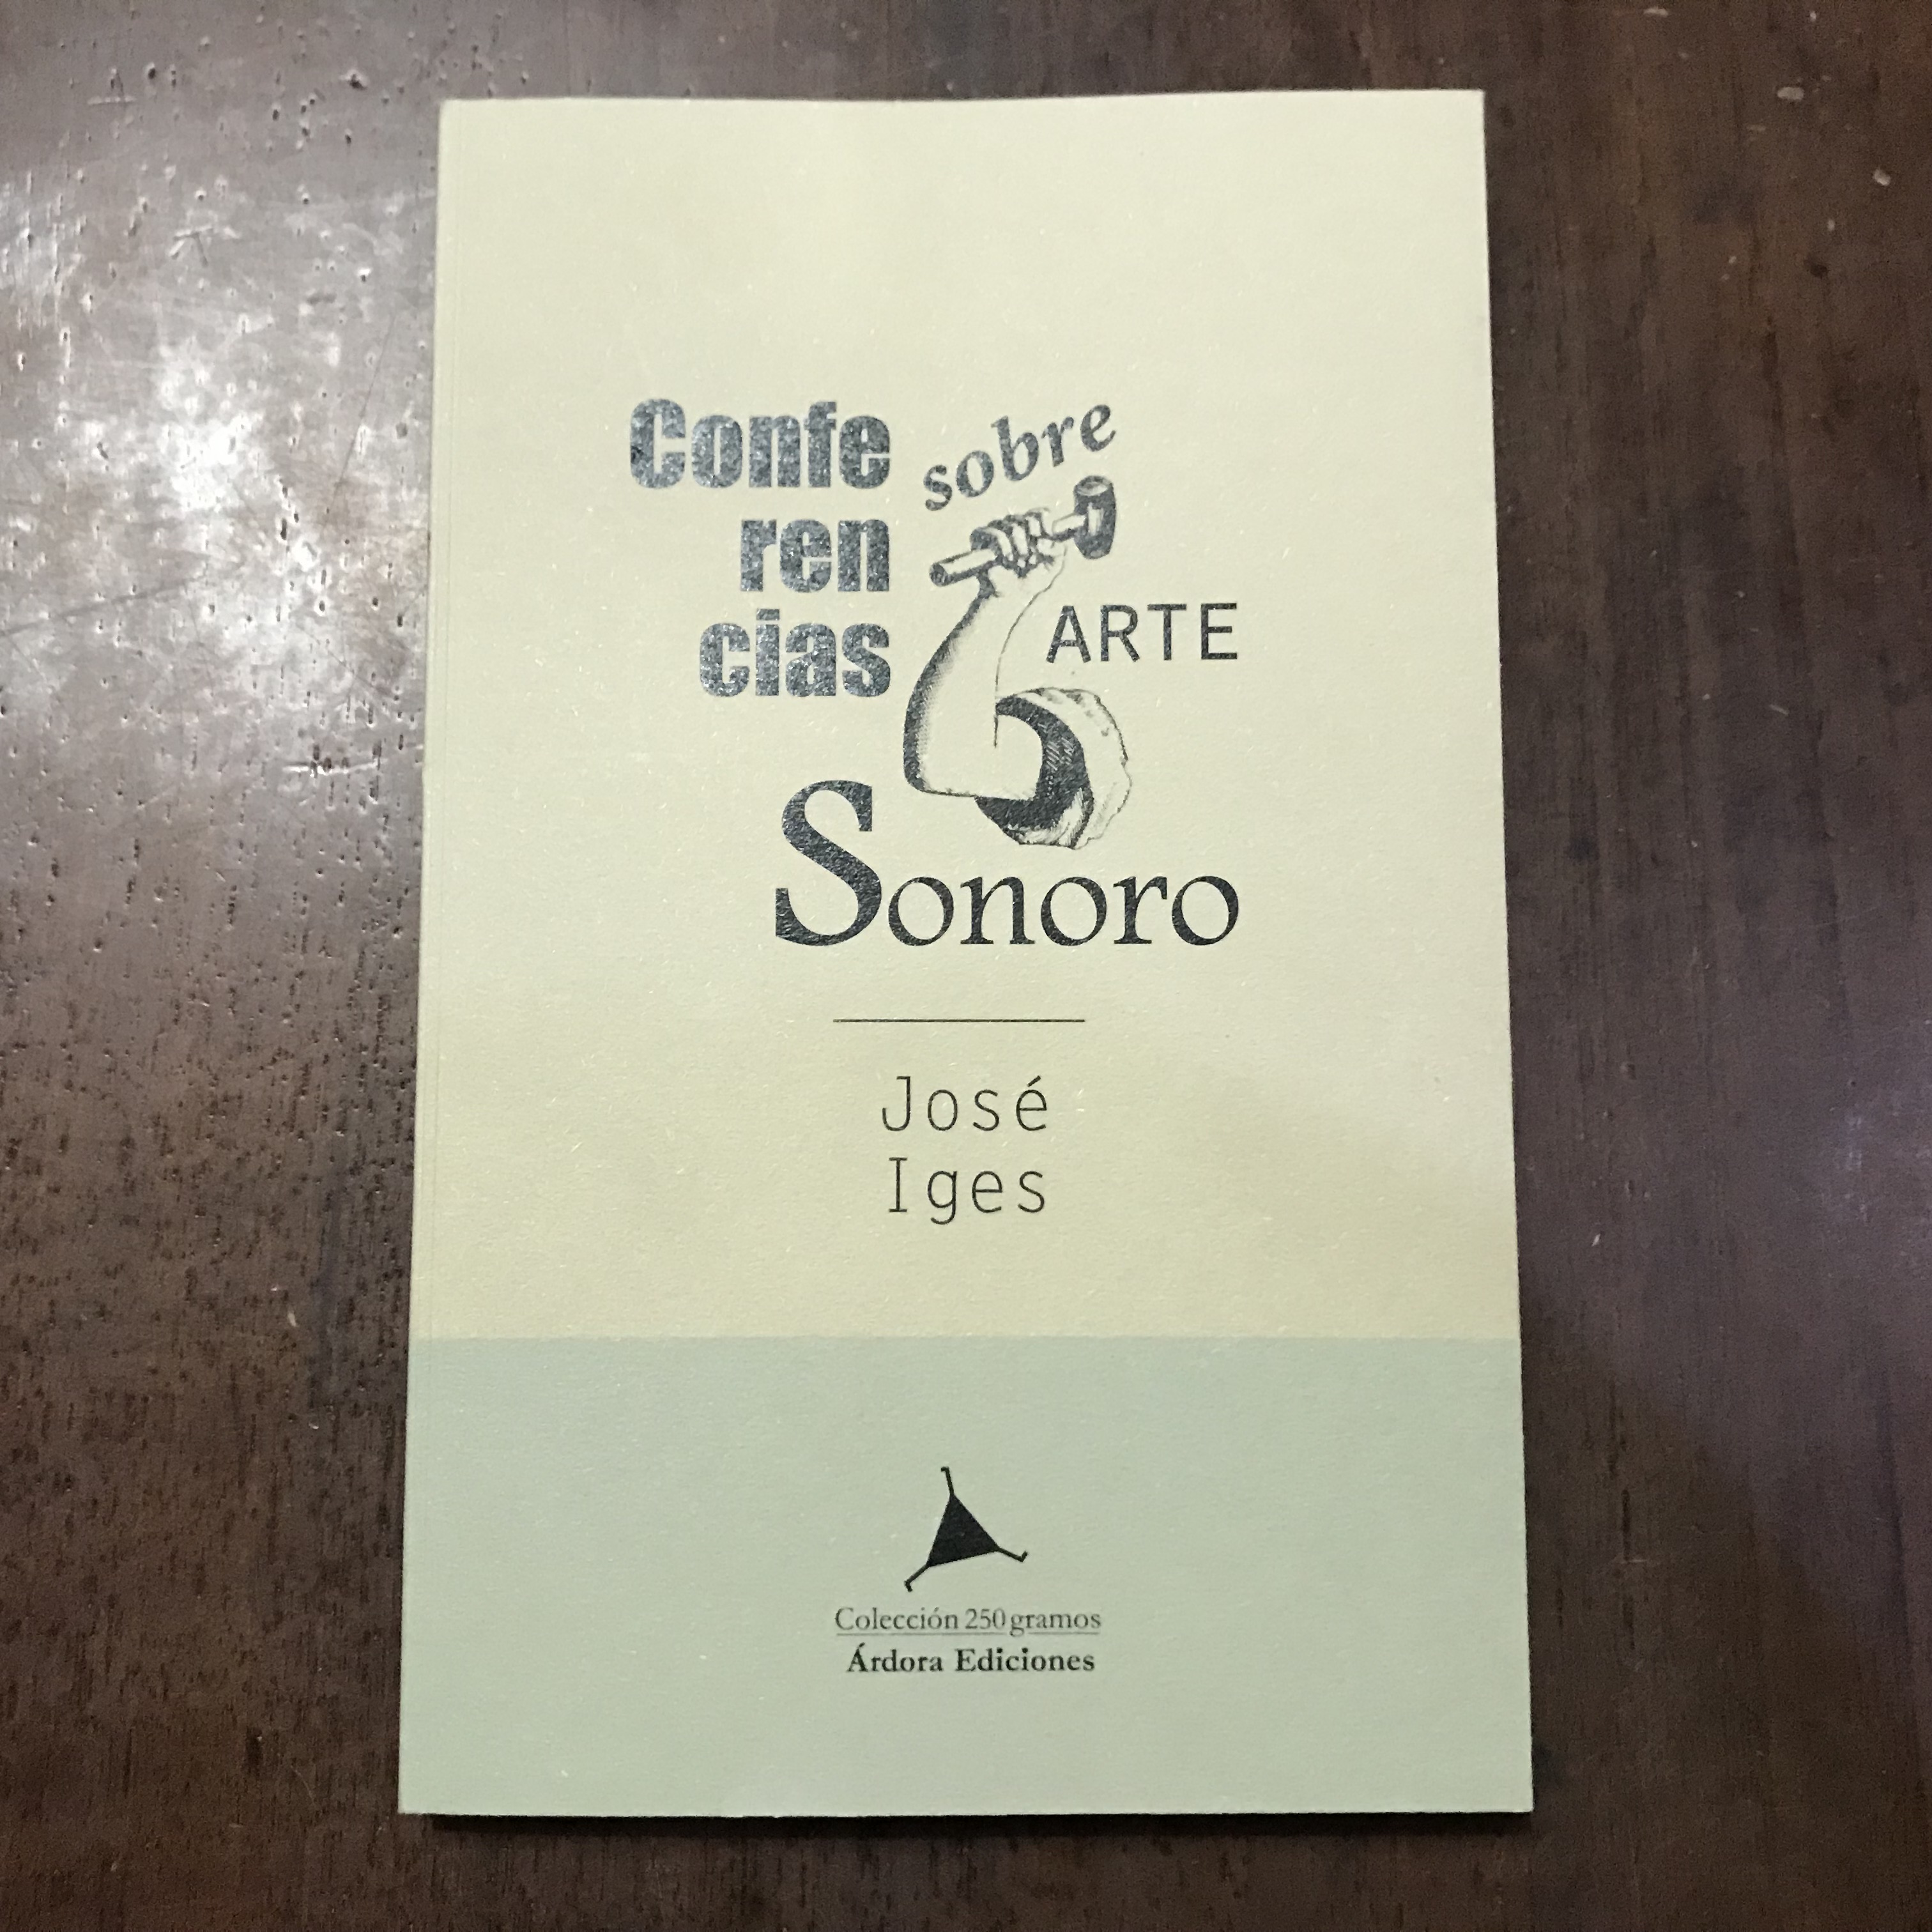 Confe
ren
cias
sobre
ARTE
Sonoro
José
Iges
Colección 250 gramos
Árdora Ediciones